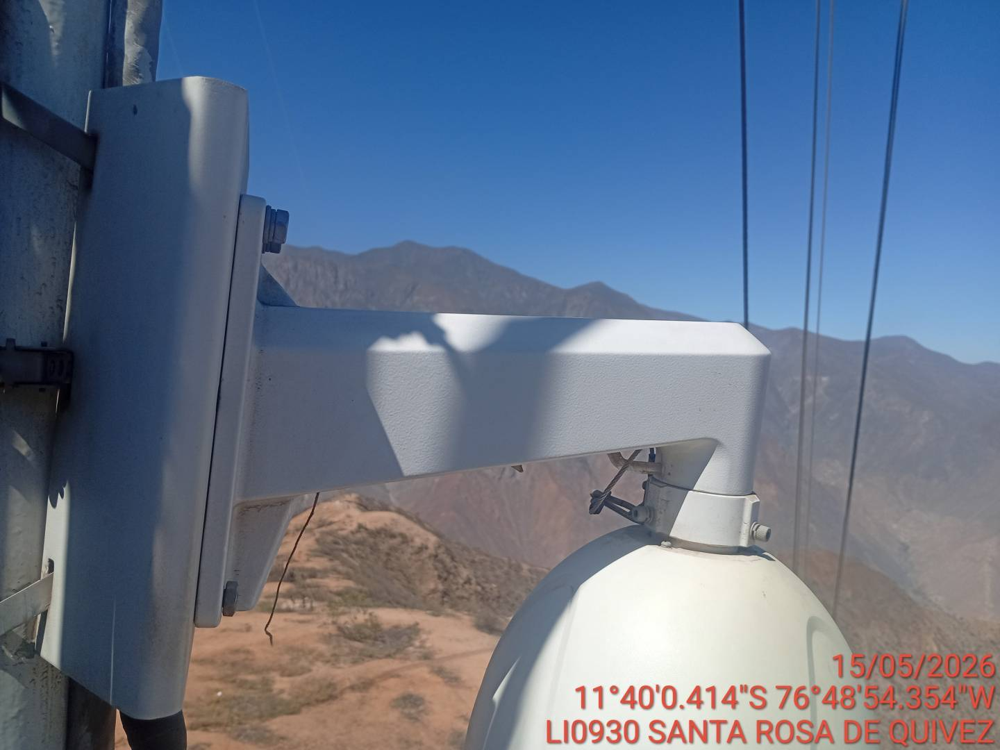 15/05/2026
11°40'0.414"S 76°48'54.354"W
LI0930 SANTA ROSA DE QUIVEZ